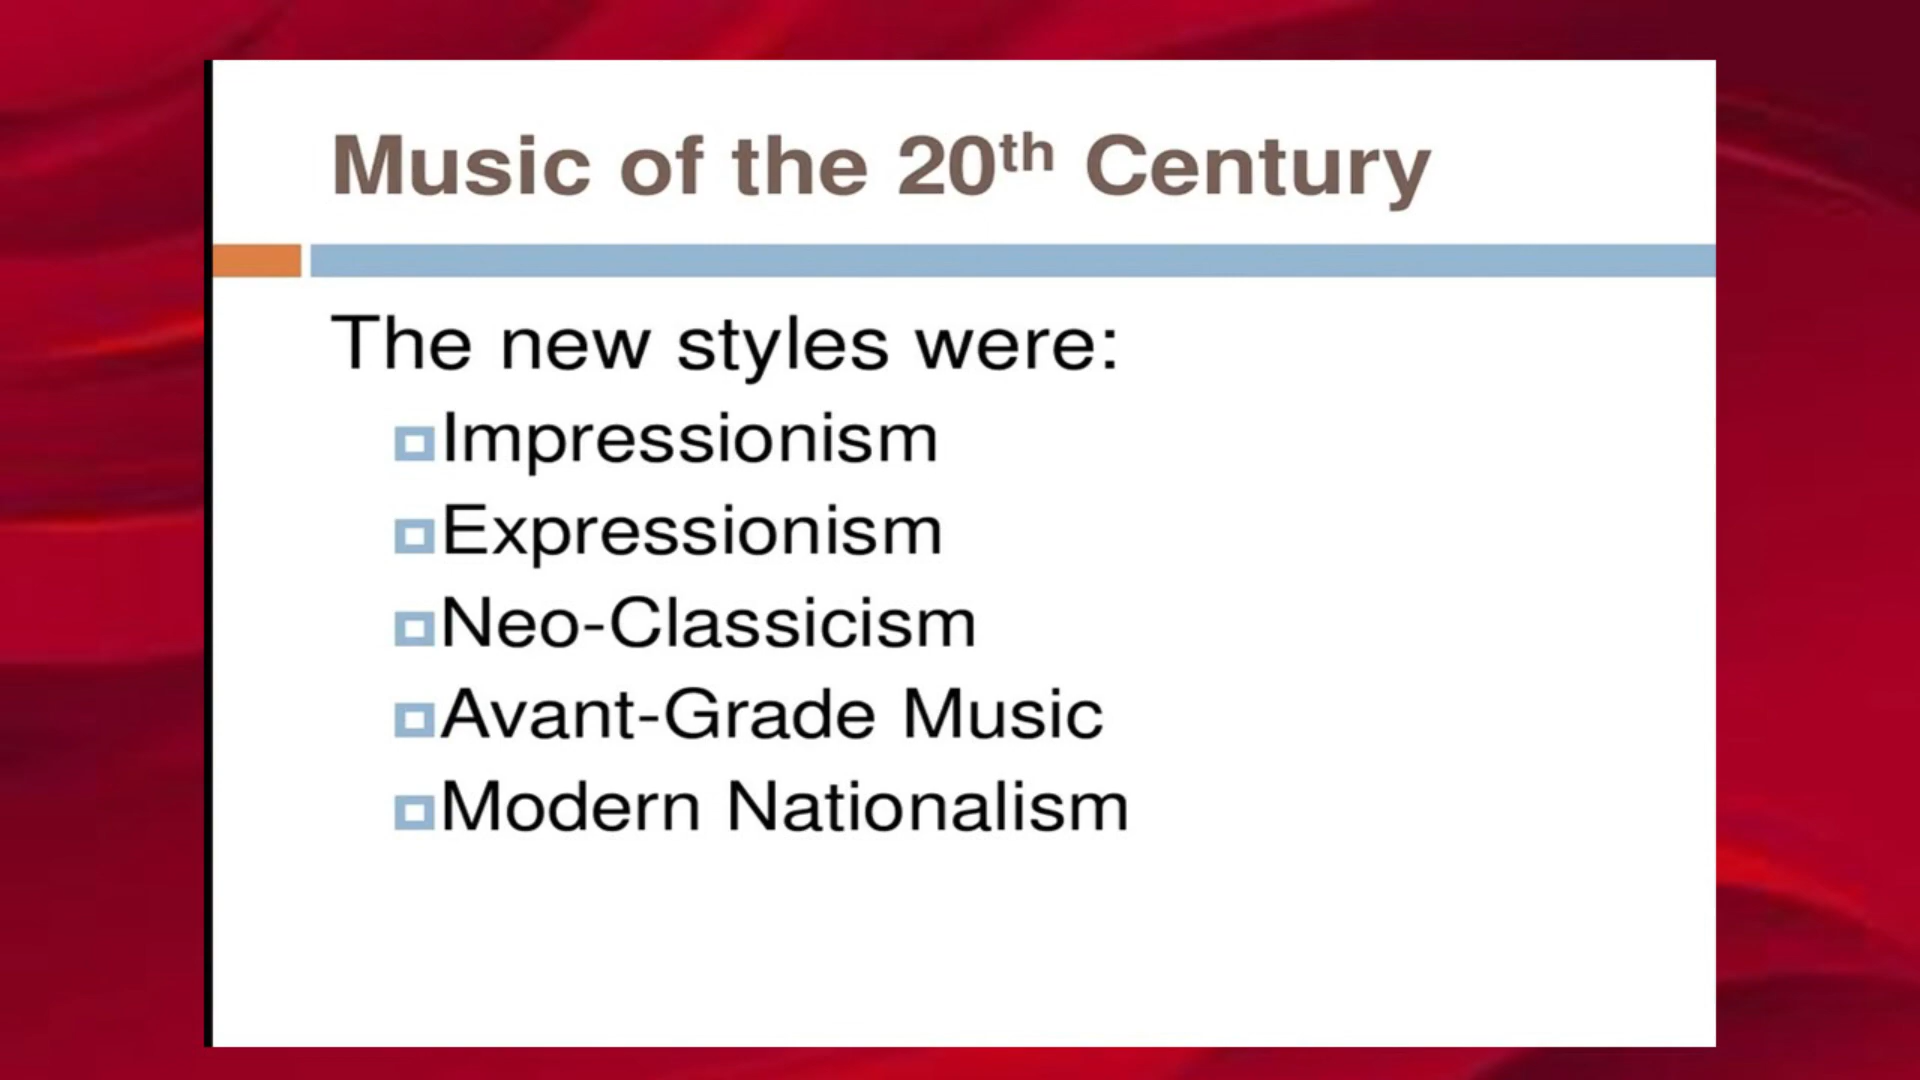 Music of the 20th Century
The new styles were:
Impressionism
Expressionism
Neo-Classicism
Avant-Grade Music
Modern Nationalism